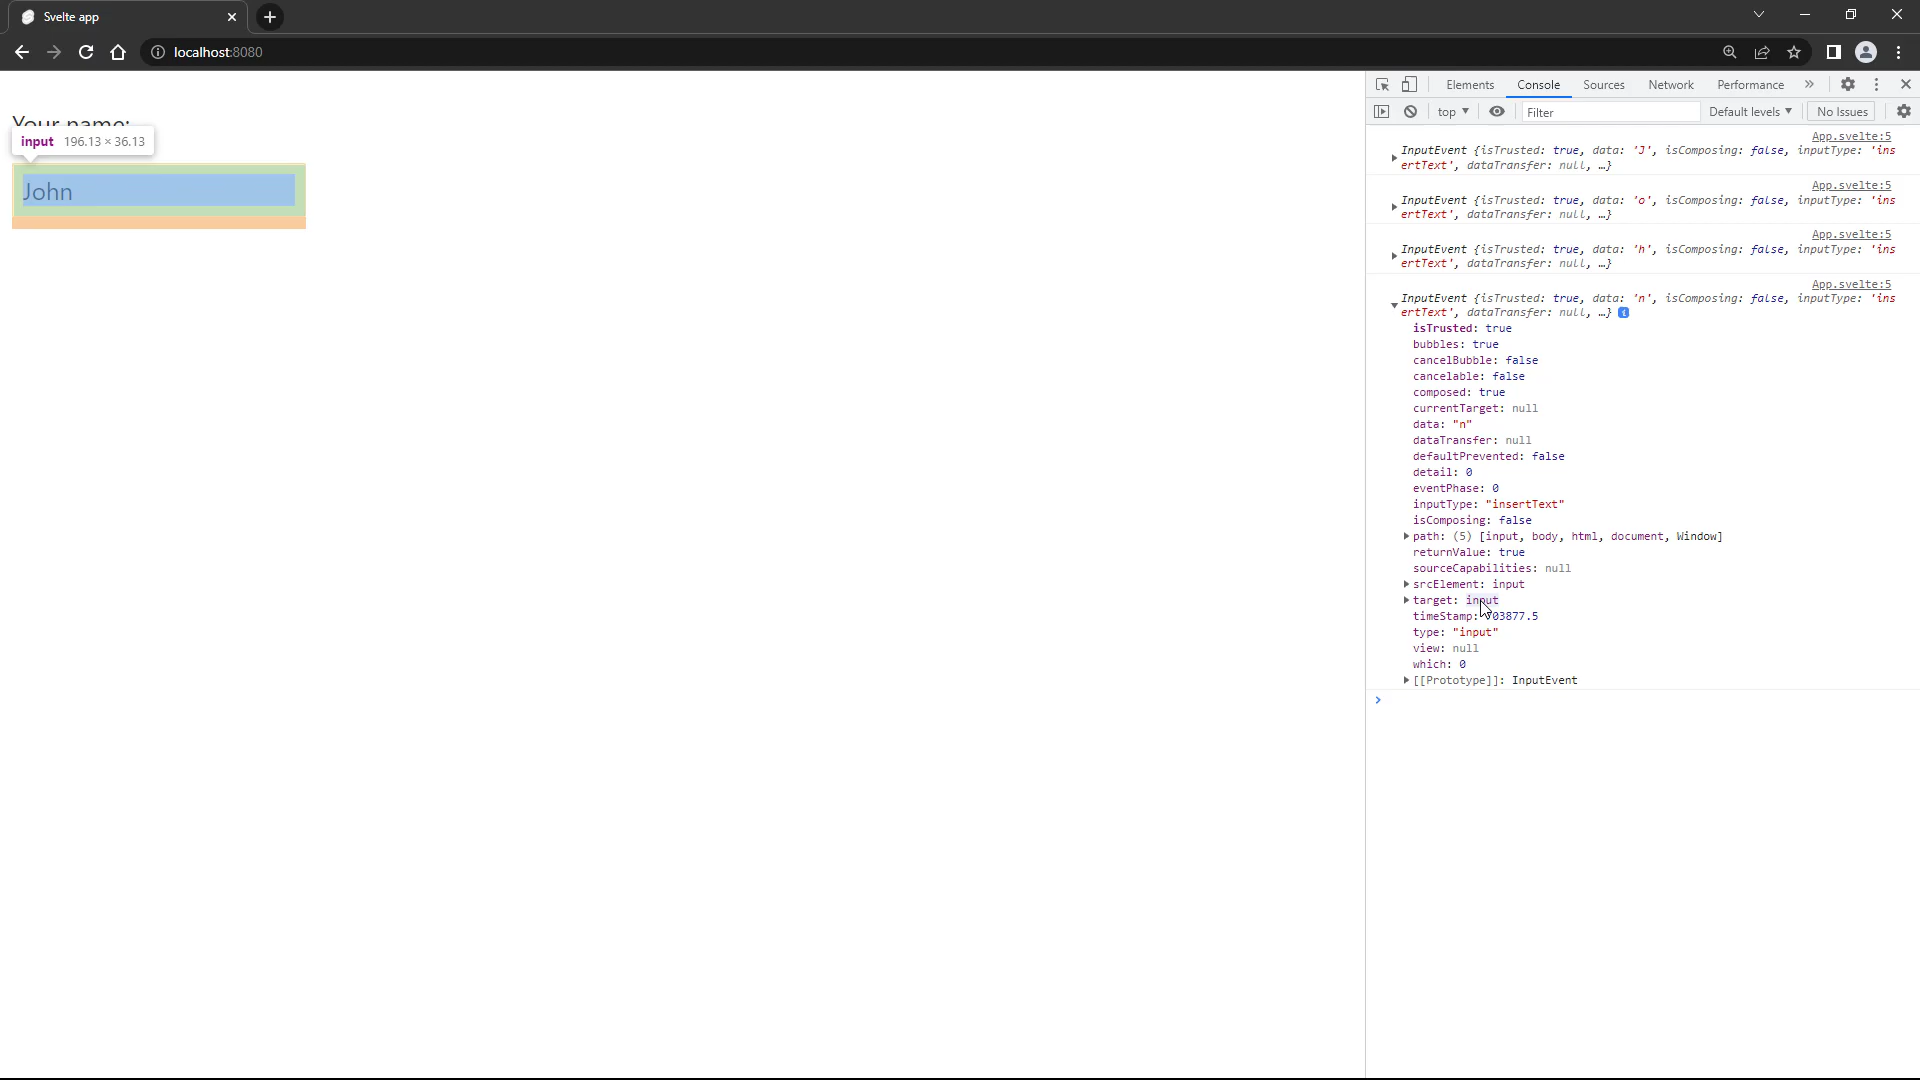 Svelte app
localhost:8080
Your name:
input 196.13 × 36.13
John
Elements Console Sources Network Performance »
top ▼ Filter Default levels ▼ No Issues
App.svelte:5
InputEvent {isTrusted: true, data: 'J', isComposing: false, inputType: 'ins
ertText', dataTransfer: null, …}
App.svelte:5
InputEvent {isTrusted: true, data: 'o', isComposing: false, inputType: 'ins
ertText', dataTransfer: null, …}
App.svelte:5
InputEvent {isTrusted: true, data: 'h', isComposing: false, inputType: 'ins
ertText', dataTransfer: null, …}
App.svelte:5
InputEvent {isTrusted: true, data: 'n', isComposing: false, inputType: 'ins
ertText', dataTransfer: null, …} i
isTrusted: true
bubbles: true
cancelBubble: false
cancelable: false
composed: true
currentTarget: null
data: "n"
dataTransfer: null
defaultPrevented: false
detail: 0
eventPhase: 0
inputType: "insertText"
isComposing: false
path: (5) [input, body, html, document, Window]
returnValue: true
sourceCapabilities: null
srcElement: input
target: input
timeStamp: 03877.5
type: "input"
view: null
which: 0
[[Prototype]]: InputEvent